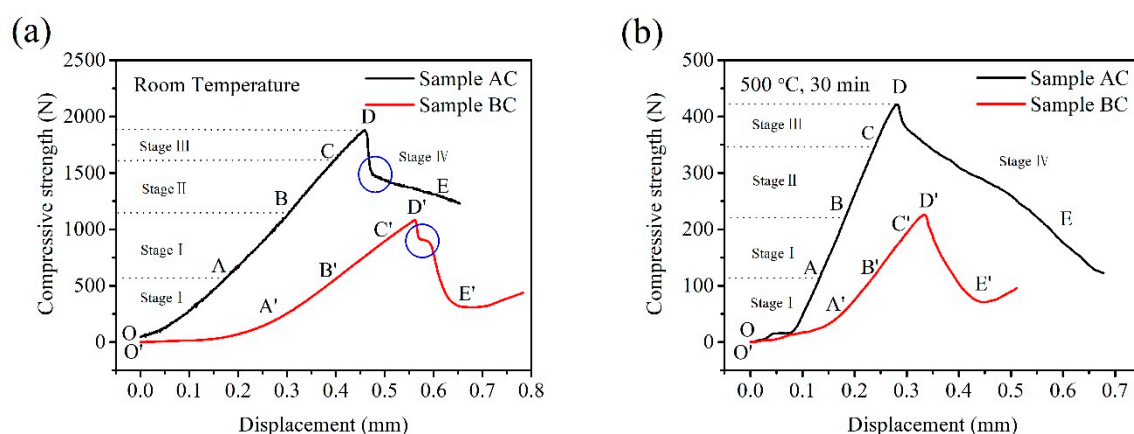 (a)
2500
2000
1500
1000
500
0
Compressive strength (N)
Room Temperature
Sample AC
Sample BC
D
Stage III
C
Stage IV
Stage II
B
E
D'
C'
Stage I
Λ
B'
Stage I
A'
E'
O
O'
0.0 0.1 0.2 0.3 0.4 0.5 0.6 0.7 0.8
Displacement (mm)
(b)
500
400
300
200
100
0
Compressive strength (N)
500 °C, 30 min
Sample AC
Sample BC
D
Stage III
C
Stage IV
Stage II
B
D'
E
C'
Stage I
A
B'
Stage I
Λ'
E'
O
O'
0.0 0.1 0.2 0.3 0.4 0.5 0.6 0.7
Displacement (mm)